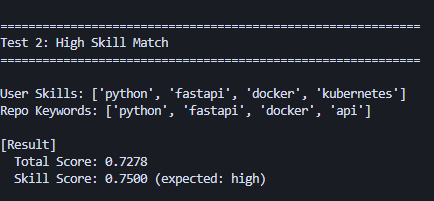 ============================================================
Test 2: High Skill Match
============================================================
User Skills: ['python', 'fastapi', 'docker', 'kubernetes']
Repo Keywords: ['python', 'fastapi', 'docker', 'api']
[Result]
Total Score: 0.7278
Skill Score: 0.7500 (expected: high)